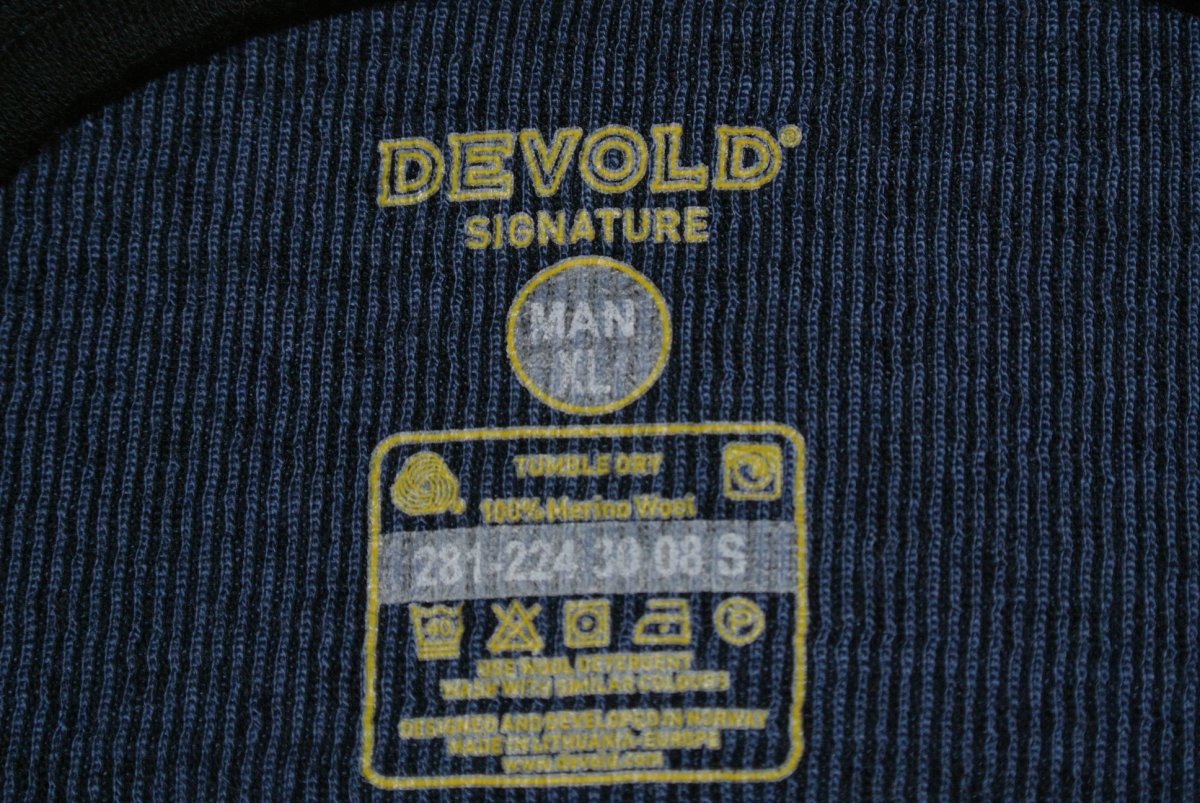 DEVOLD®
SIGNATURE
MAN
XL
TUMBLE DRY
100% Merino Wool
281-224 30 08 S
40
P
USE WOOL DETERGENT
WASH WITH SIMILAR COLOURS
DESIGNED AND DEVELOPED IN NORWAY
MADE IN LITHUANIA-EUROPE
www.devold.com